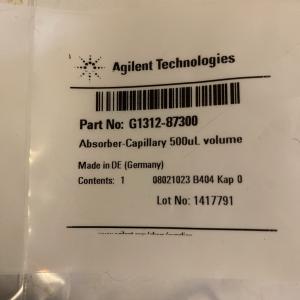 Agilent Technologies
Part No: G1312-87300
Absorber-Capillary 500uL volume
Made in DE (Germany)
Contents: 1 08021023 B404 Kap 0
Lot No: 1417791